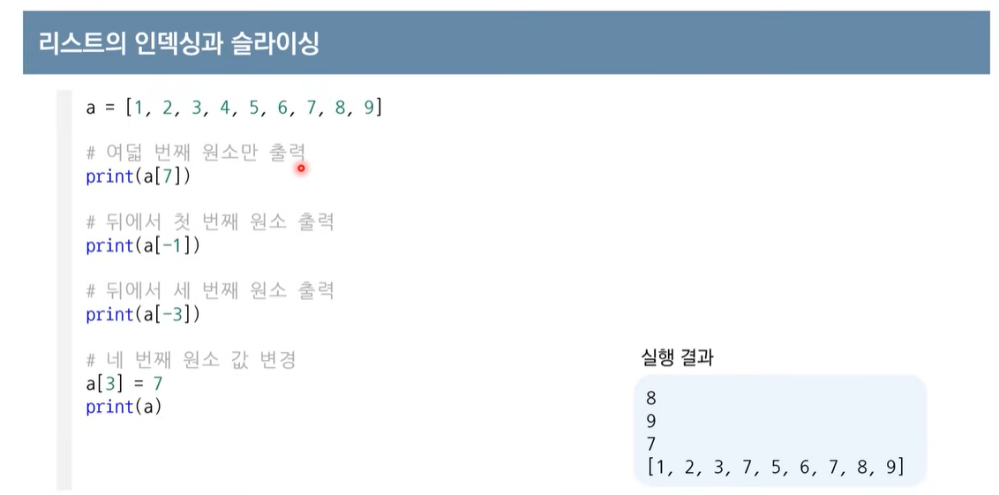 리스트의 인덱싱과 슬라이싱
a = [1, 2, 3, 4, 5, 6, 7, 8, 9]
# 여덟 번째 원소만 출력
print(a[7])
# 뒤에서 첫 번째 원소 출력
print(a[-1])
# 뒤에서 세 번째 원소 출력
print(a[-3])
# 네 번째 원소 값 변경
a[3] = 7
print(a)
실행 결과
8
9
7
[1, 2, 3, 7, 5, 6, 7, 8, 9]